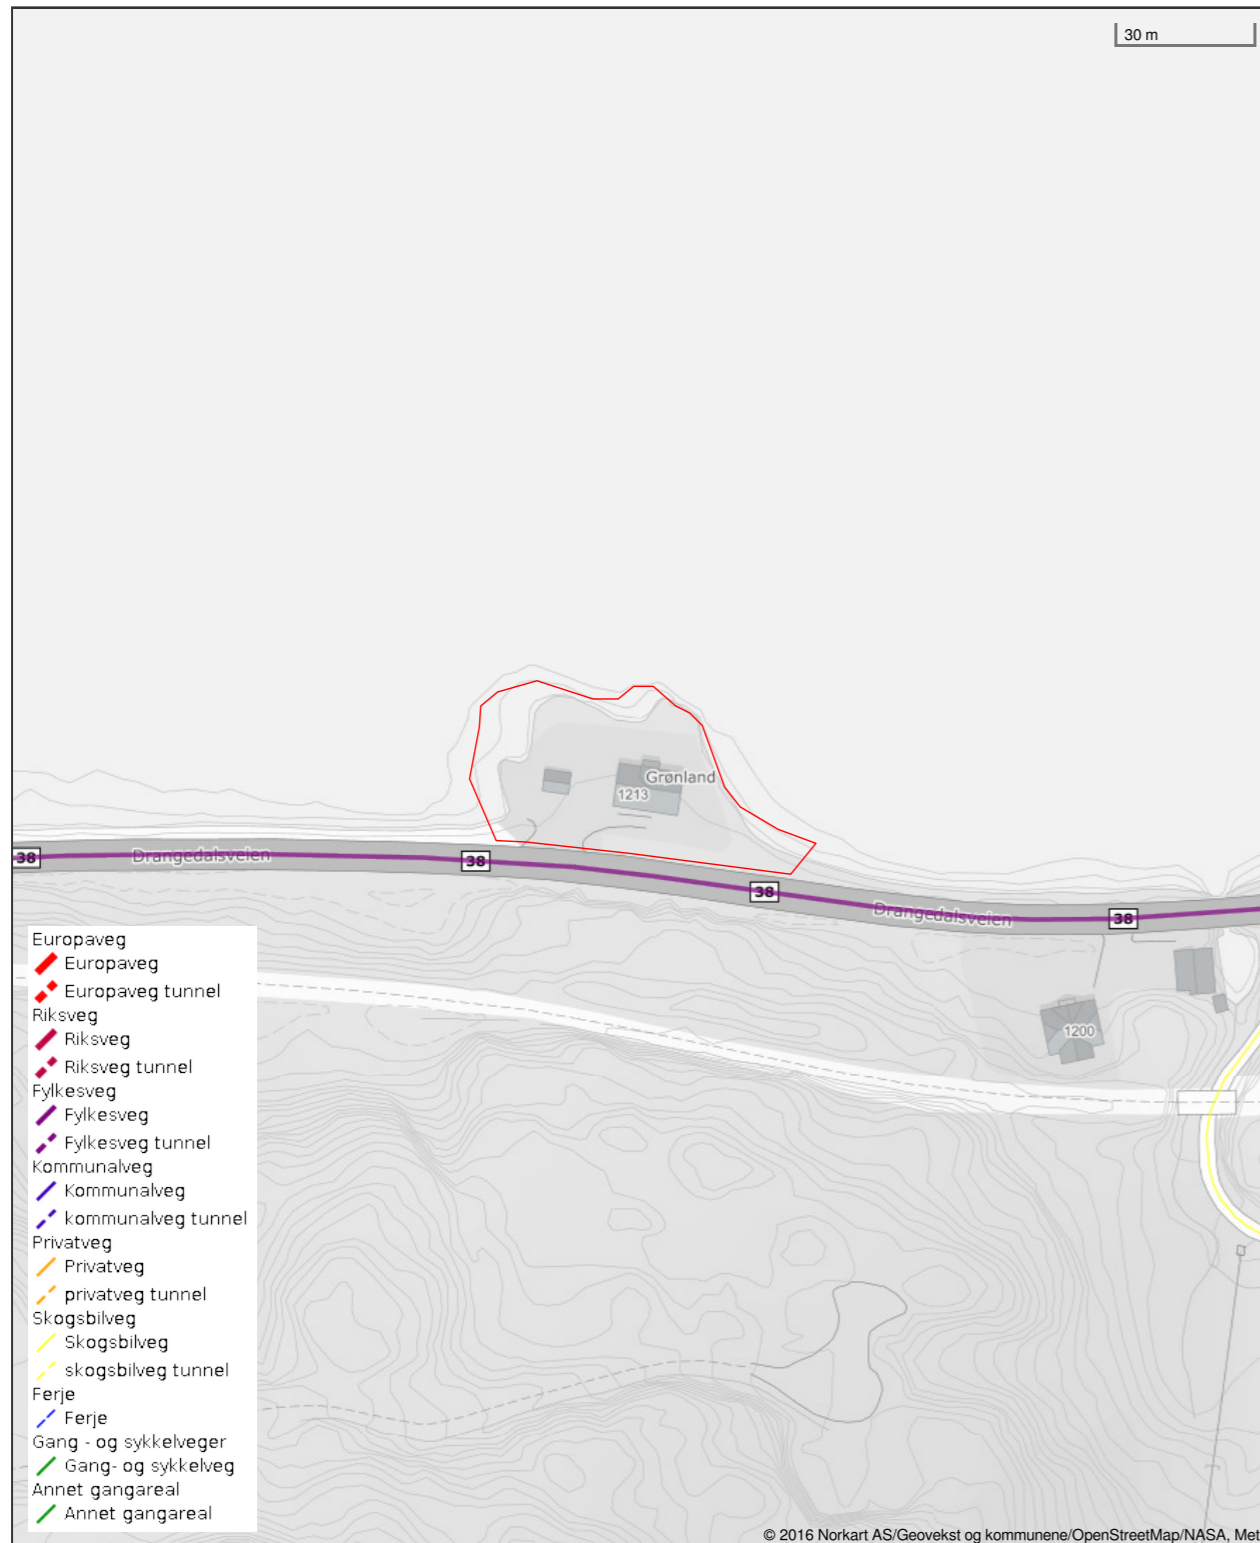 30 m
Grønland
1213
38
Drangedalsveien
38
38
Drangedalsveien
38
1200
Europaveg
Europaveg
Europaveg tunnel
Riksveg
Riksveg
Riksveg tunnel
Fylkesveg
Fylkesveg
Fylkesveg tunnel
Kommunalveg
Kommunalveg
kommunalveg tunnel
Privatveg
Privatveg
privatveg tunnel
Skogsbilveg
Skogsbilveg
skogsbilveg tunnel
Ferje
Ferje
Gang - og sykkelveger
Gang- og sykkelveg
Annet gangareal
Annet gangareal
© 2016 Norkart AS/Geovekst og kommunene/OpenStreetMap/NASA, Met